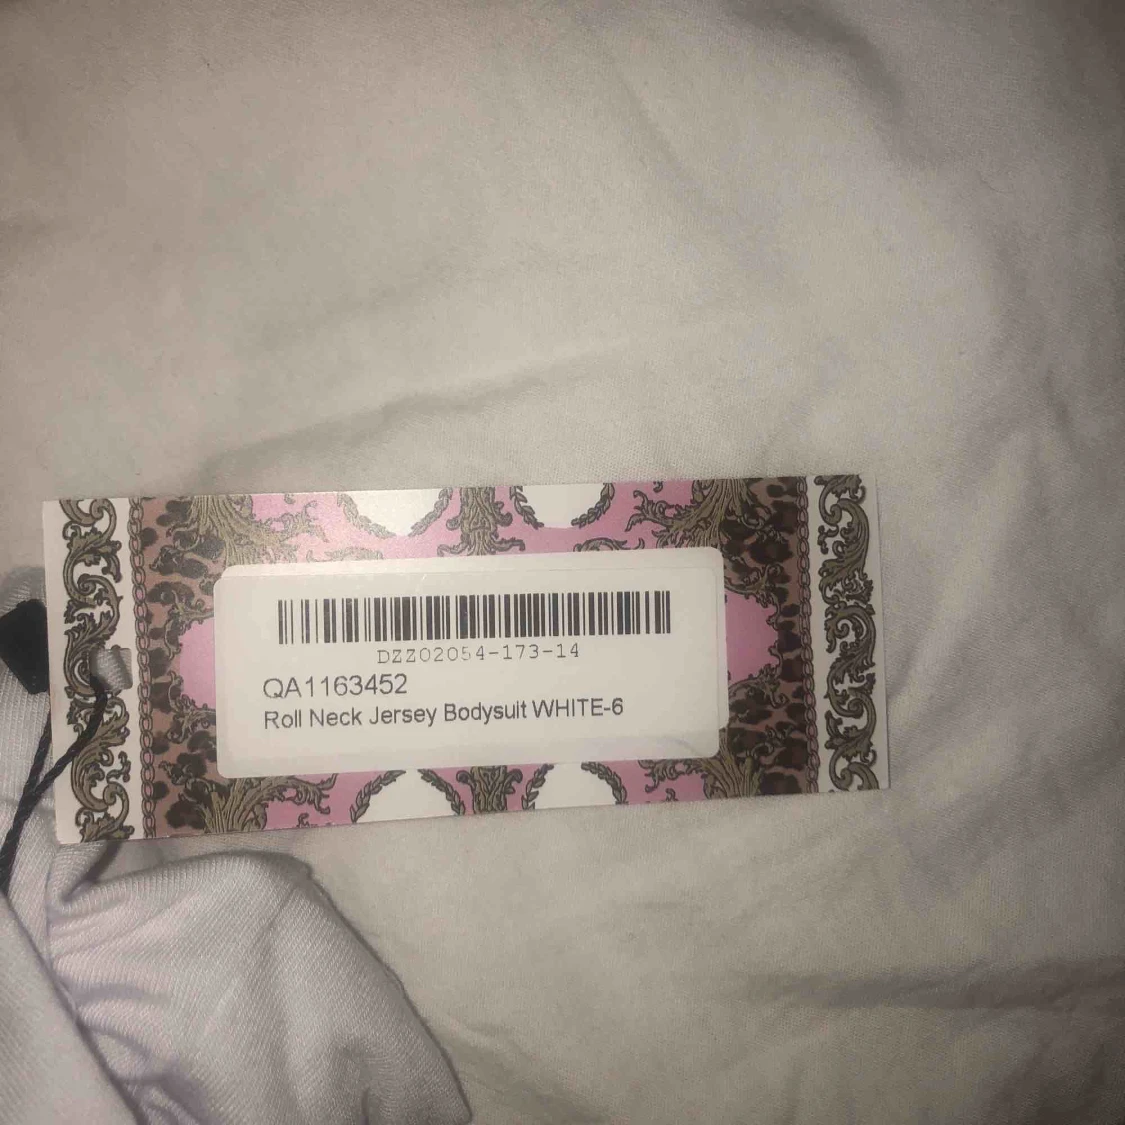 DZZ02054-173-14
QA1163452
Roll Neck Jersey Bodysuit WHITE-6